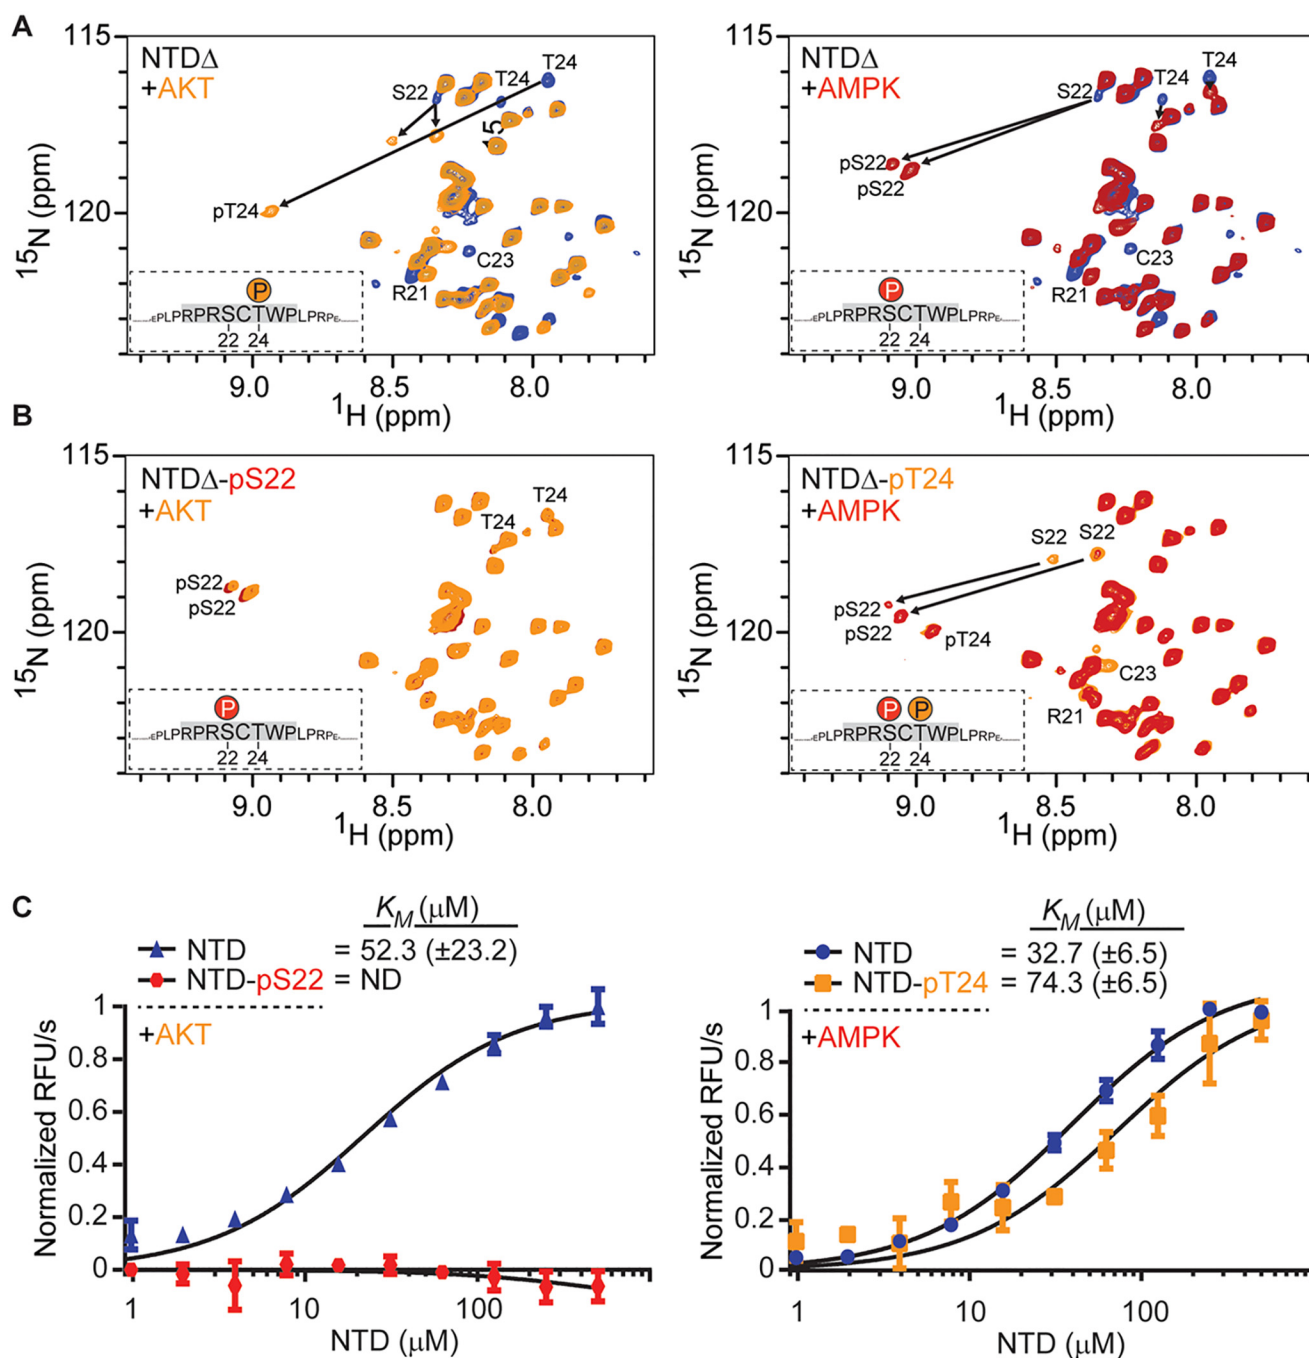 A
115
120
15N (ppm)
NTDΔ
+AKT
S22
T24
T24
15
pT24
C23
R21
P
EPLPRPRSCTWPLPRPE
22 24
9.0 8.5 8.0
1H (ppm)
115
120
15N (ppm)
NTDΔ
+AMPK
S22
T24
T24
pS22
pS22
C23
R21
P
EPLPRPRSCTWPLPRPE
22 24
9.0 8.5 8.0
1H (ppm)
B
115
120
15N (ppm)
NTDΔ-pS22
+AKT
T24
T24
pS22
pS22
P
EPLPRPRSCTWPLPRPE
22 24
9.0 8.5 8.0
1H (ppm)
115
120
15N (ppm)
NTDΔ-pT24
+AMPK
S22
S22
pS22
pS22
pT24
C23
R21
P P
EPLPRPRSCTWPLPRPE
22 24
9.0 8.5 8.0
1H (ppm)
C
KM (μM)
NTD = 52.3 (±23.2)
NTD-pS22 = ND
+AKT
Normalized RFU/s
1
0.8
0.6
0.4
0.2
0
1 10 100
NTD (μM)
KM (μM)
NTD = 32.7 (±6.5)
NTD-pT24 = 74.3 (±6.5)
+AMPK
Normalized RFU/s
1
0.8
0.6
0.4
0.2
0
1 10 100
NTD (μM)